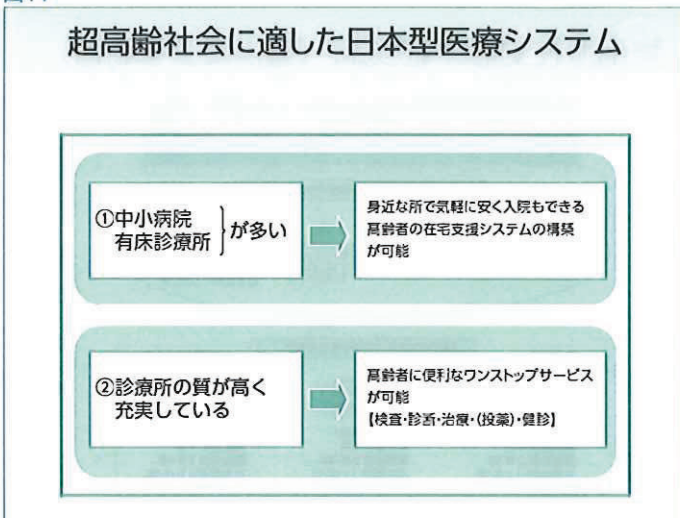 超高齢社会に適した日本型医療システム
①中小病院
有床診療所
が多い
身近な所で気軽に安く入院もできる
高齢者の在宅支援システムの構築
が可能
②診療所の質が高く
充実している
高齢者に便利なワンストップサービス
が可能
【検査・診断・治療・(投薬)・健診】